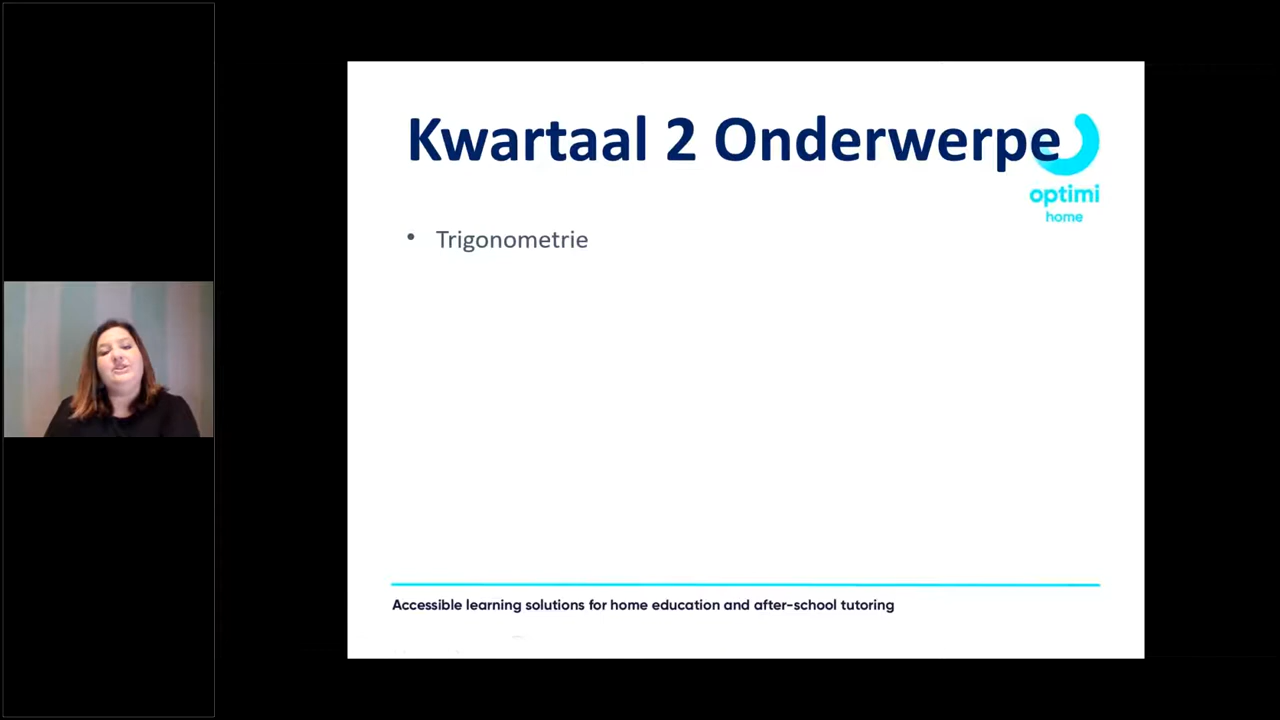 Kwartaal 2 Onderwerpe
optimi
home
• Trigonometrie
Accessible learning solutions for home education and after-school tutoring